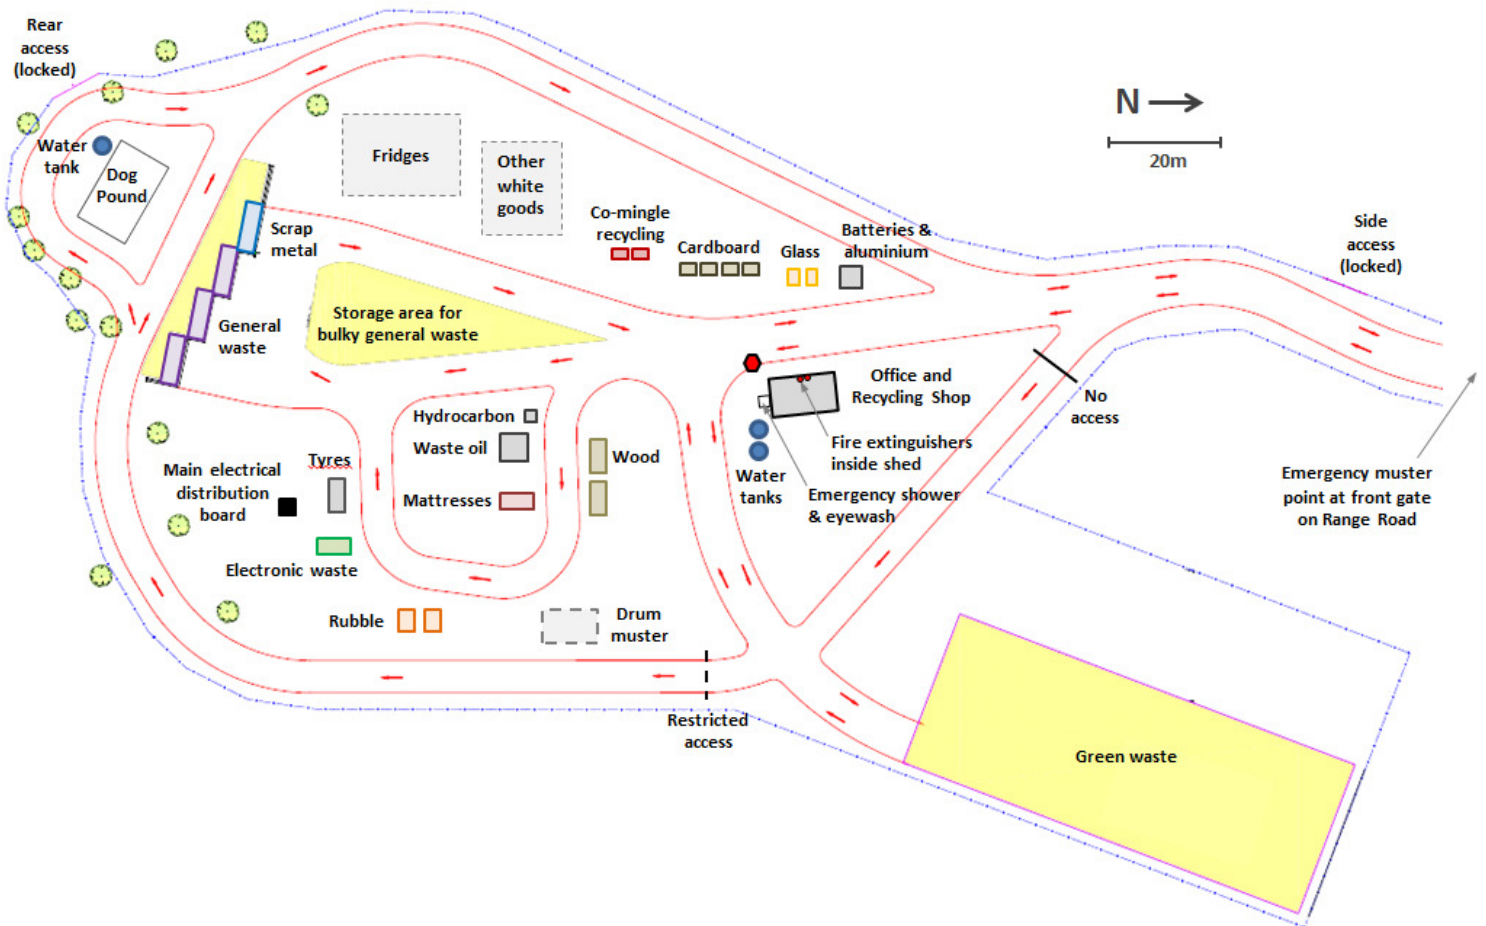 Rear
access
(locked)
N
20m
Water
tank
Dog
Pound
Fridges
Other
white
goods
Co-mingle
recycling
Cardboard
Glass
Batteries &
aluminium
Side
access
(locked)
Scrap
metal
General
waste
Storage area for
bulky general waste
Office and
Recycling Shop
No
access
Hydrocarbon
Waste oil
Mattresses
Wood
Fire extinguishers
inside shed
Water
tanks
Emergency shower
& eyewash
Emergency muster
point at front gate
on Range Road
Main electrical
distribution
board
Tyres
Electronic waste
Rubble
Drum
muster
Restricted
access
Green waste